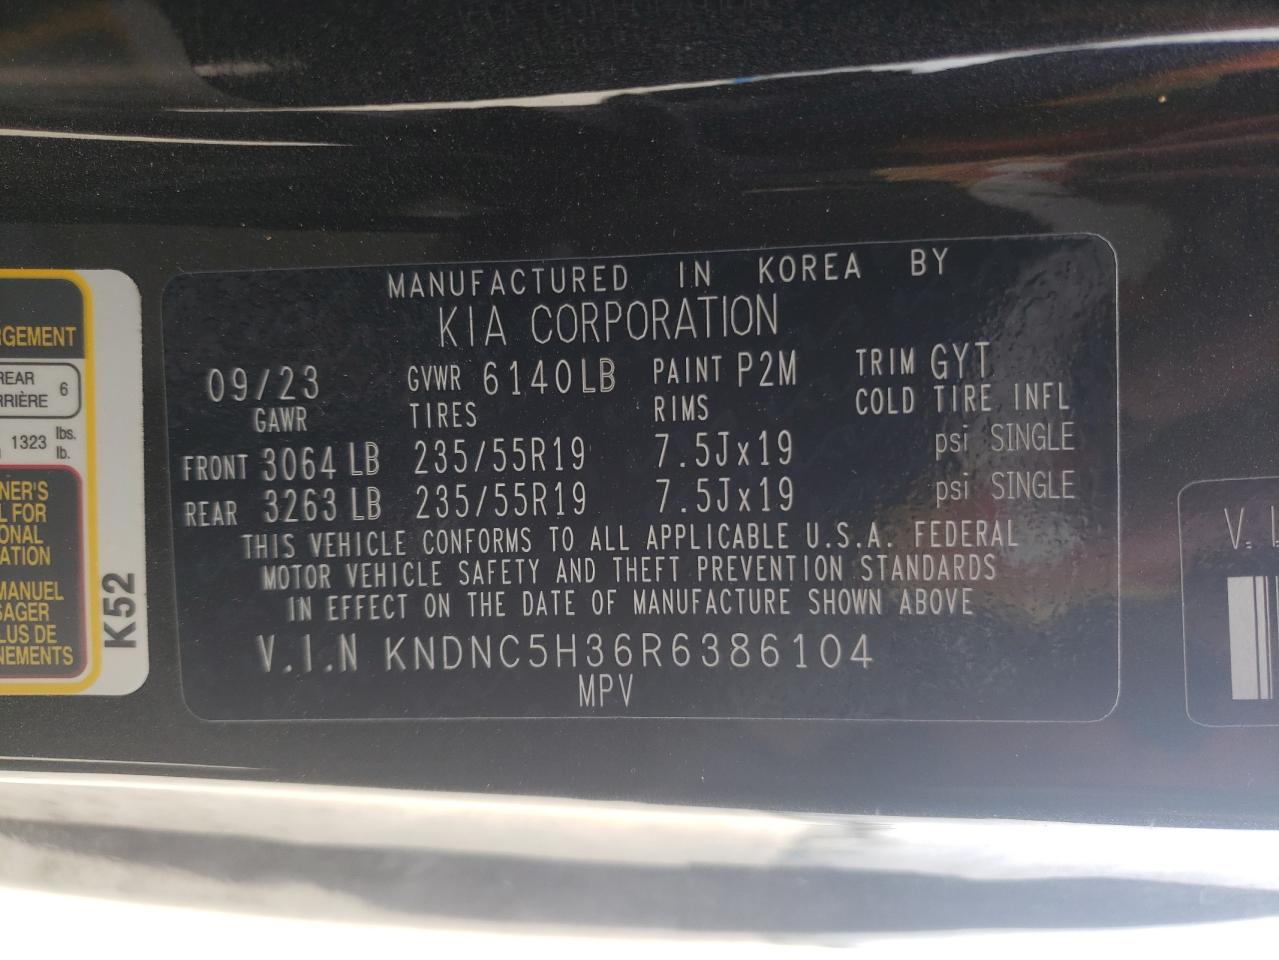 MANUFACTURED IN KOREA BY
KIA CORPORATION
09/23 GVWR 6140LB PAINT P2M TRIM GYT
GAWR TIRES RIMS COLD TIRE INFL
FRONT 3064 LB 235/55R19 7.5Jx19 psi SINGLE
REAR 3263 LB 235/55R19 7.5Jx19 psi SINGLE
THIS VEHICLE CONFORMS TO ALL APPLICABLE U.S.A. FEDERAL
MOTOR VEHICLE SAFETY AND THEFT PREVENTION STANDARDS
IN EFFECT ON THE DATE OF MANUFACTURE SHOWN ABOVE
V.I.N KNDNC5H36R6386104
MPV
RGEMENT
REAR 6
RRIÈRE
1323 lbs.
lb.
NER'S
L FOR
ONAL
ATION
MANUEL
SAGER
LUS DE
NEMENTS
K52
V.I